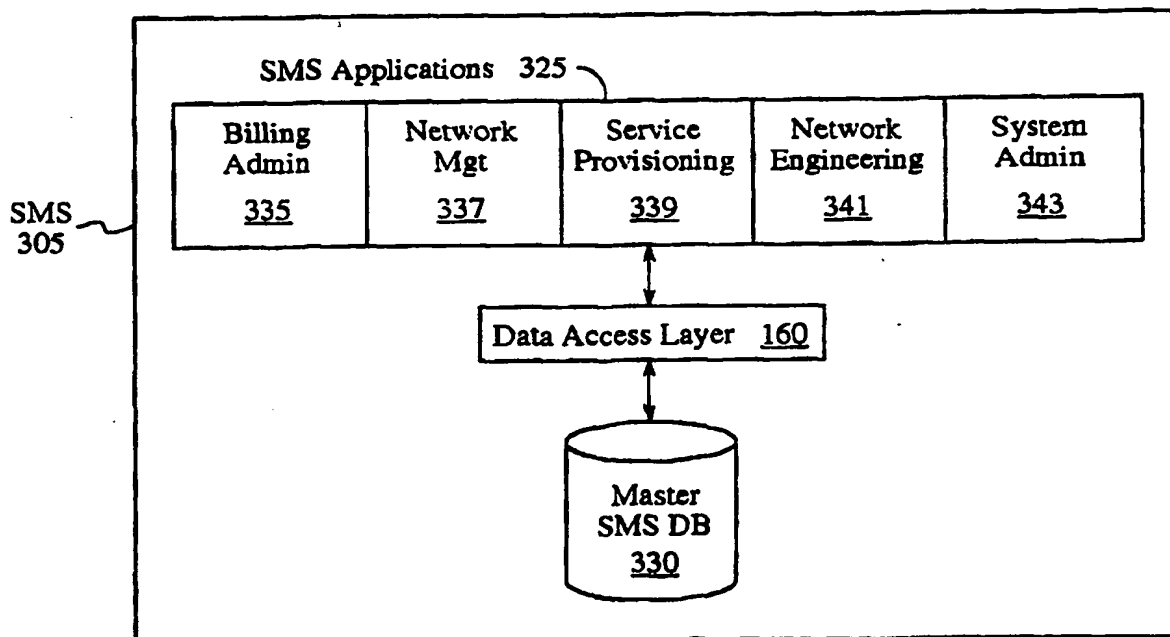 SMS Applications 325
Billing
Admin
335
Network
Mgt
337
Service
Provisioning
339
Network
Engineering
341
System
Admin
343
SMS
305
Data Access Layer 160
Master
SMS DB
330